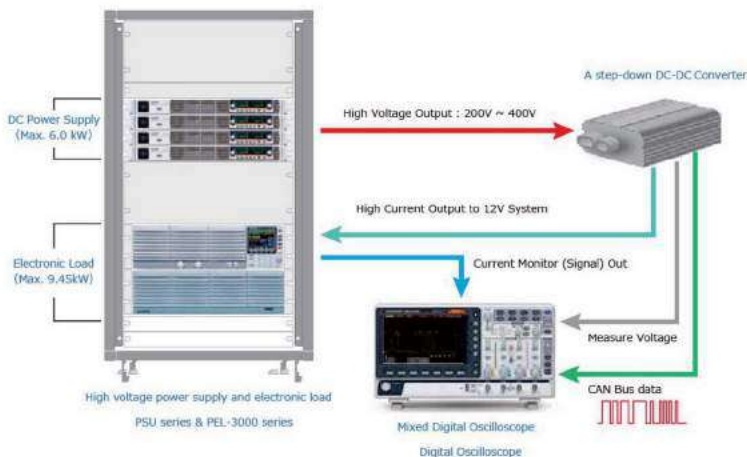 A step-down DC-DC Converter
DC Power Supply
(Max. 6.0 kW)
High Voltage Output : 200V ~ 400V
High Current Output to 12V System
Electronic Load
(Max. 9.45kW)
Current Monitor (Signal) Out
Measure Voltage
CAN Bus data
High voltage power supply and electronic load
PSU series & PEL-3000 series
Mixed Digital Oscilloscope
Digital Oscilloscope